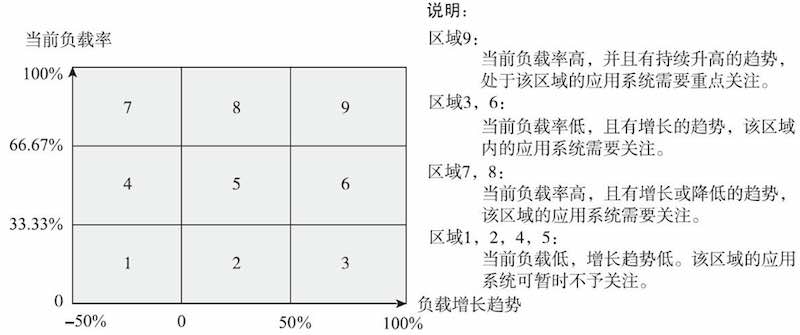 当前负载率
100%
7 8 9
66.67%
4 5 6
33.33%
1 2 3
0
-50% 0 50% 100%
负载增长趋势
说明：
区域9：
当前负载率高，并且有持续升高的趋势，
处于该区域的应用系统需要重点关注。
区域3，6：
当前负载率低，且有增长的趋势，该区域
内的应用系统需要关注。
区域7，8：
当前负载率高，且有增长或降低的趋势，
该区域的应用系统需要关注。
区域1，2，4，5：
当前负载低，增长趋势低。该区域的应用
系统可暂时不予关注。